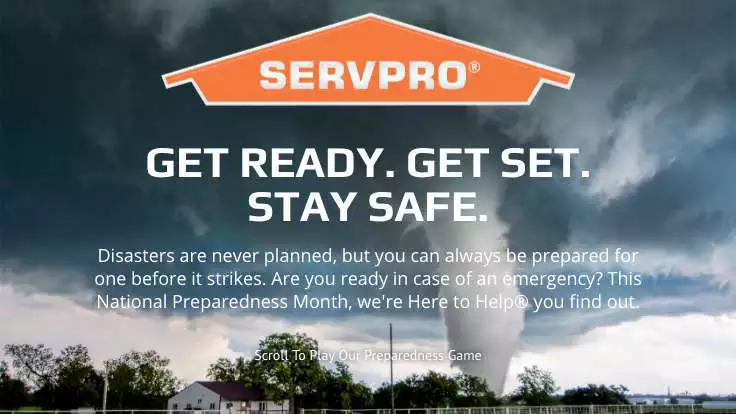 SERVPRO®
GET READY. GET SET.
STAY SAFE.
Disasters are never planned, but you can always be prepared for
one before it strikes. Are you ready in case of an emergency? This
National Preparedness Month, we're Here to Help® you find out.
Scroll To Play Our Preparedness Game